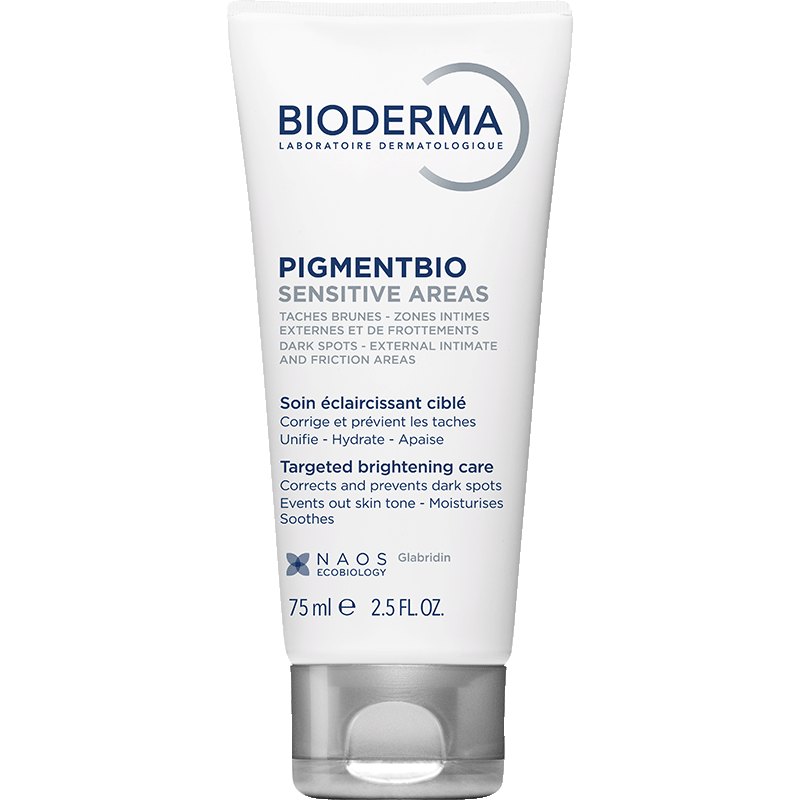 BIODERMA
LABORATOIRE DERMATOLOGIQUE
PIGMENTBIO
SENSITIVE AREAS
TACHES BRUNES - ZONES INTIMES
EXTERNES ET DE FROTTEMENTS
DARK SPOTS - EXTERNAL INTIMATE
AND FRICTION AREAS
Soin éclaircissant ciblé
Corrige et prévient les taches
Unifie - Hydrate - Apaise
Targeted brightening care
Corrects and prevents dark spots
Events out skin tone - Moisturises
Soothes
NAOS Glabridin
ECOBIOLOGY
75 ml ℮ 2.5 FL. OZ.